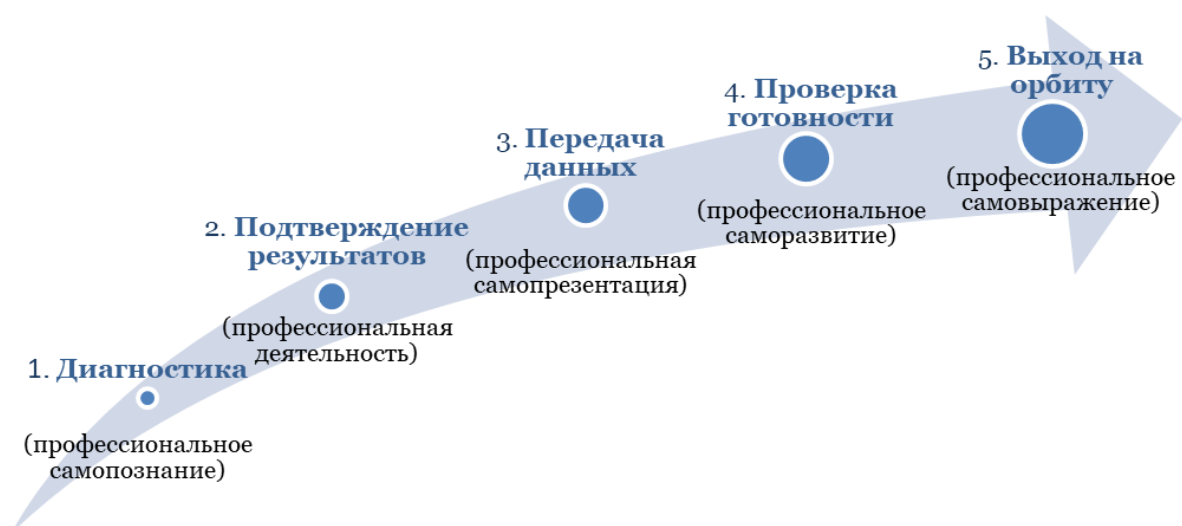 1. Диагностика
(профессиональное
самопознание)
2. Подтверждение
результатов
(профессиональная
деятельность)
3. Передача
данных
(профессиональная
самопрезентация)
4. Проверка
готовности
(профессиональное
саморазвитие)
5. Выход на
орбиту
(профессиональное
самовыражение)